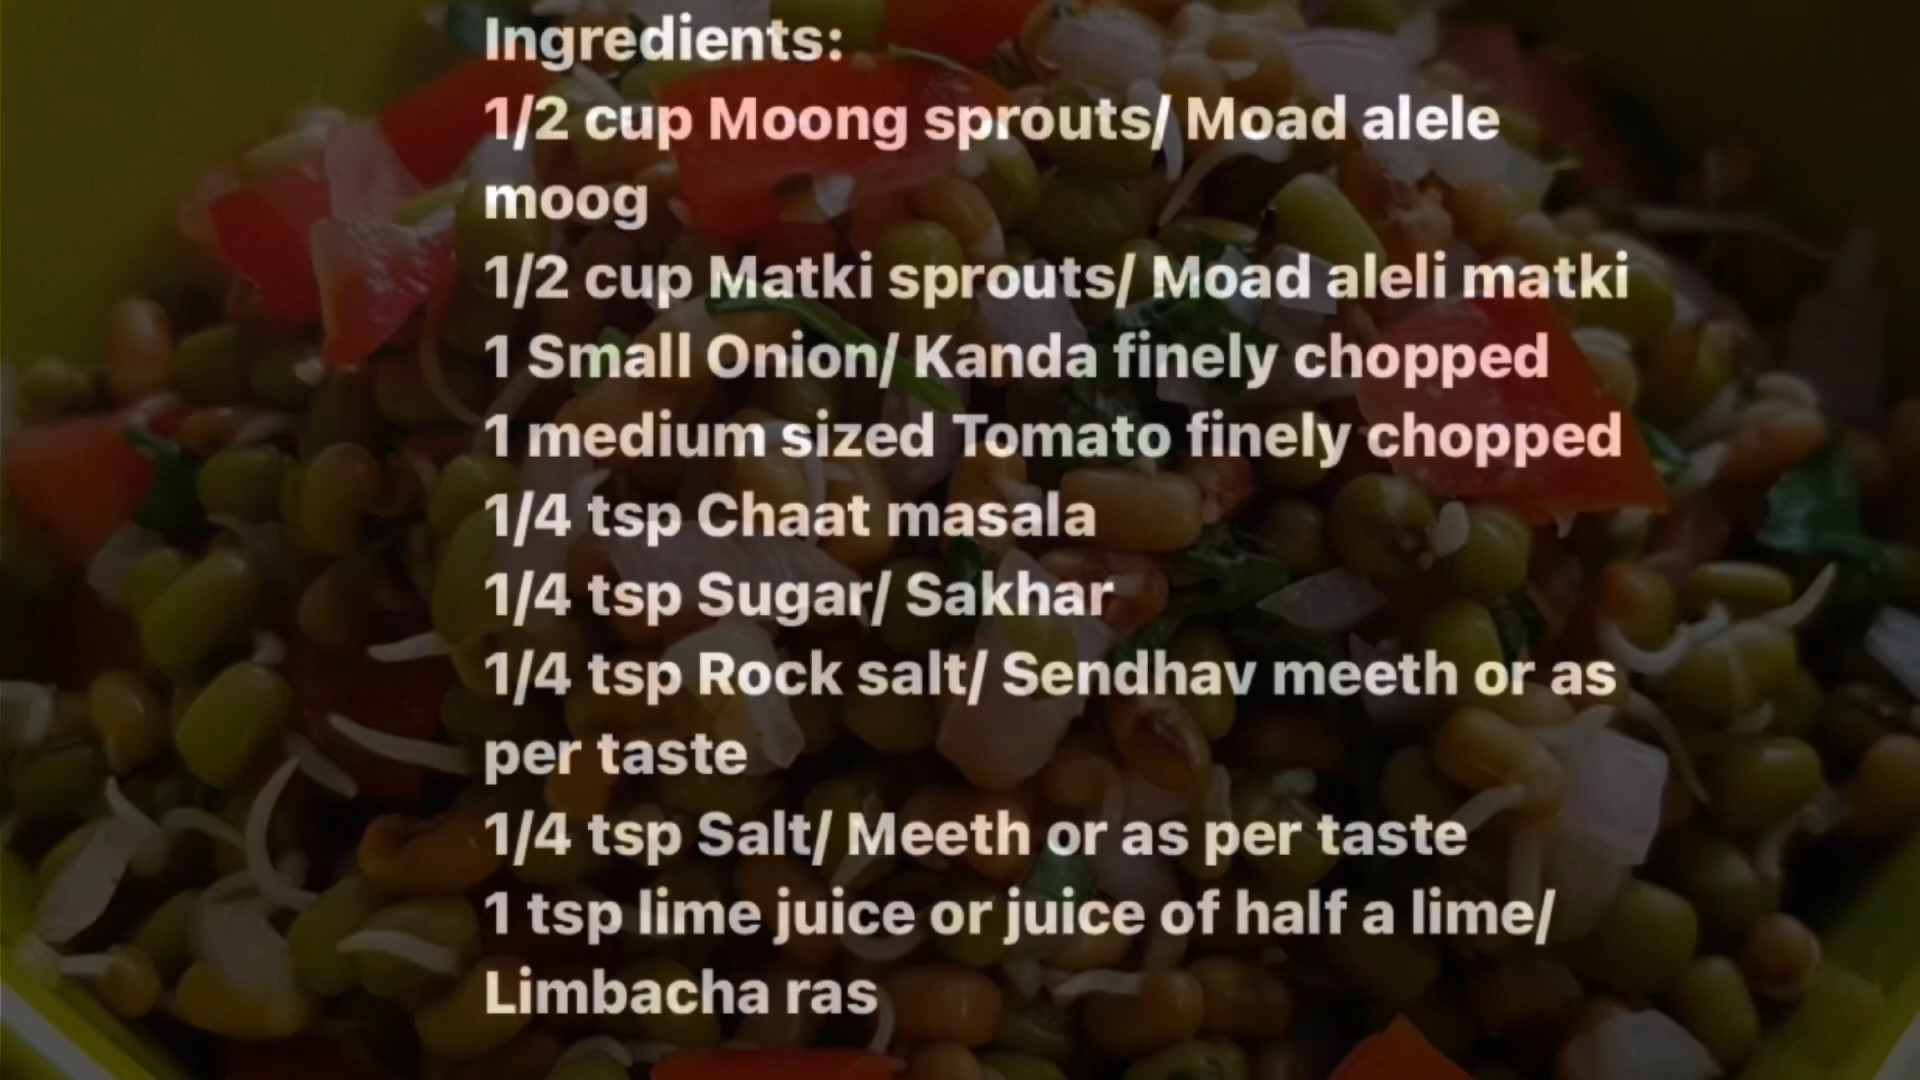 Ingredients:
1/2 cup Moong sprouts/ Moad alele
moog
1/2 cup Matki sprouts/ Moad aleli matki
1 Small Onion/ Kanda finely chopped
1 medium sized Tomato finely chopped
1/4 tsp Chaat masala
1/4 tsp Sugar/ Sakhar
1/4 tsp Rock salt/ Sendhav meeth or as
per taste
1/4 tsp Salt/ Meeth or as per taste
1 tsp lime juice or juice of half a lime/
Limbacha ras